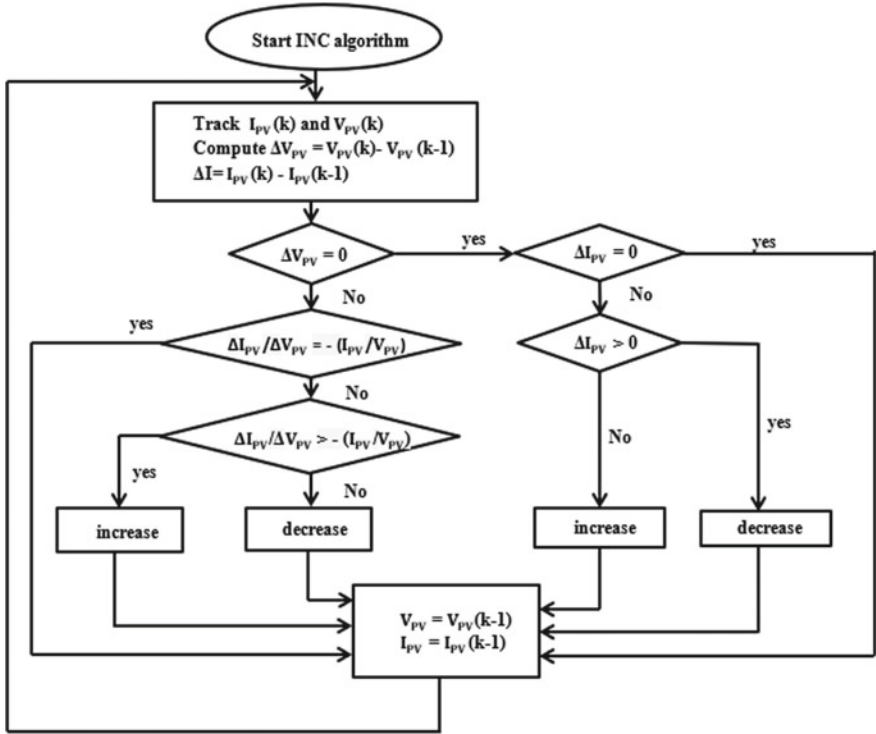 Start INC algorithm
Track I_PV (k) and V_PV(k)
Compute ΔV_PV = V_PV(k)- V_PV (k-1)
ΔI= I_PV(k) - I_PV(k-1)
ΔV_PV = 0
yes
ΔI_PV = 0
yes
No
No
yes
ΔI_PV/ΔV_PV = - (I_PV/V_PV)
ΔI_PV > 0
No
ΔI_PV/ΔV_PV > - (I_PV/V_PV)
yes
No
No
yes
increase
decrease
increase
decrease
V_PV = V_PV(k-1)
I_PV = I_PV(k-1)